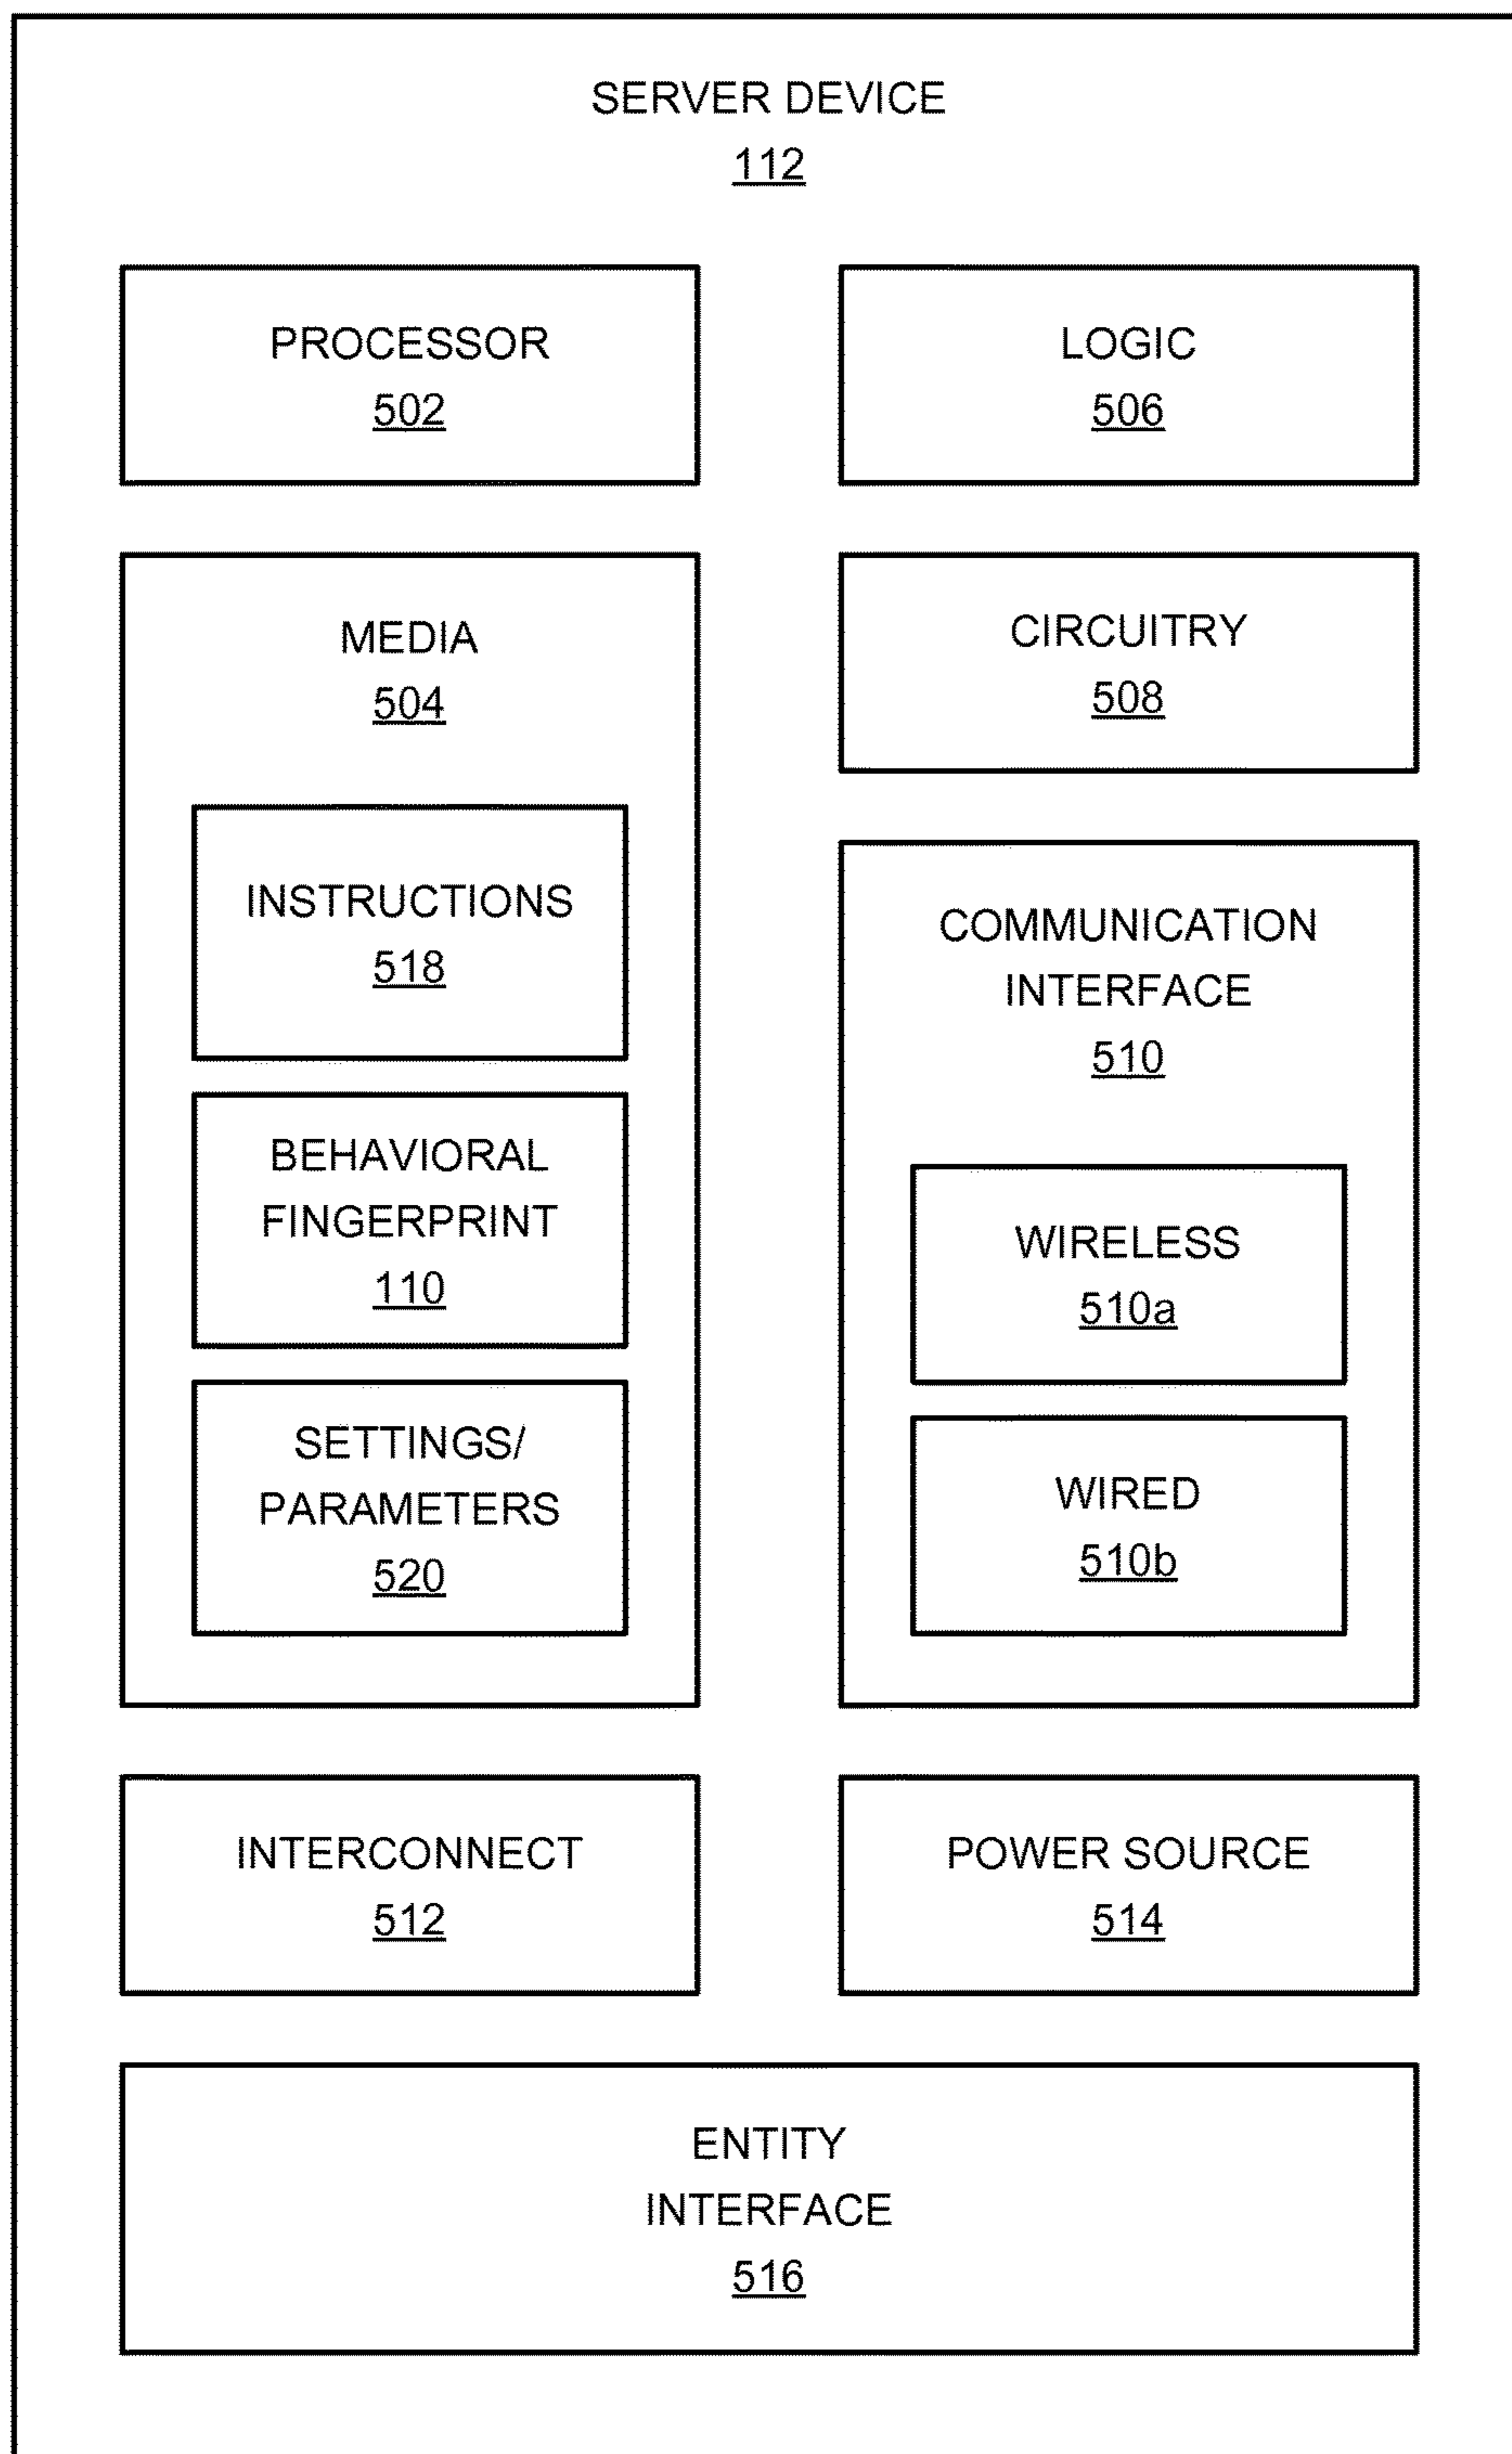 SERVER DEVICE
112
PROCESSOR
502
LOGIC
506
MEDIA
504
INSTRUCTIONS
518
BEHAVIORAL
FINGERPRINT
110
SETTINGS/
PARAMETERS
520
CIRCUITRY
508
COMMUNICATION
INTERFACE
510
WIRELESS
510a
WIRED
510b
INTERCONNECT
512
POWER SOURCE
514
ENTITY
INTERFACE
516